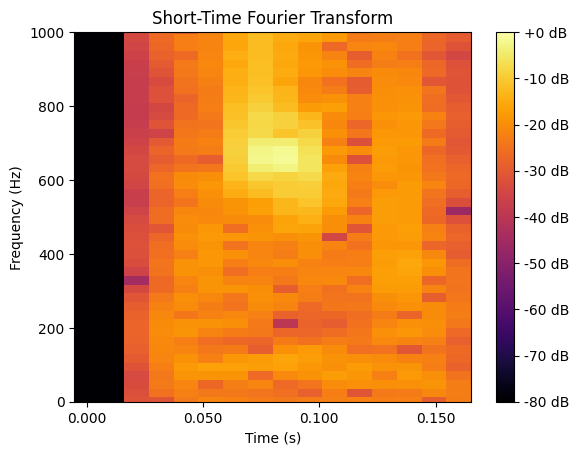 Short-Time Fourier Transform
Frequency (Hz)
1000
800
600
400
200
0
0.000
0.050
0.100
0.150
Time (s)
+0 dB
-10 dB
-20 dB
-30 dB
-40 dB
-50 dB
-60 dB
-70 dB
-80 dB